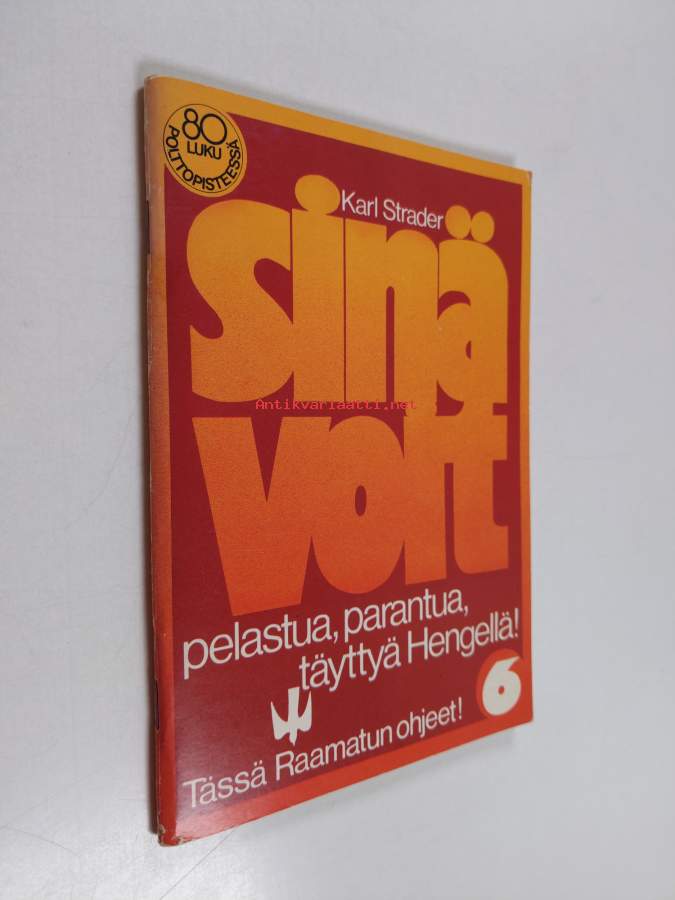 80
LUKU
POLTTOPISTEESSÄ
Karl Strader
sinä
voit
pelastua, parantua,
täyttyä Hengellä!
6
Tässä Raamatun ohjeet!
Antikvariaatti.net